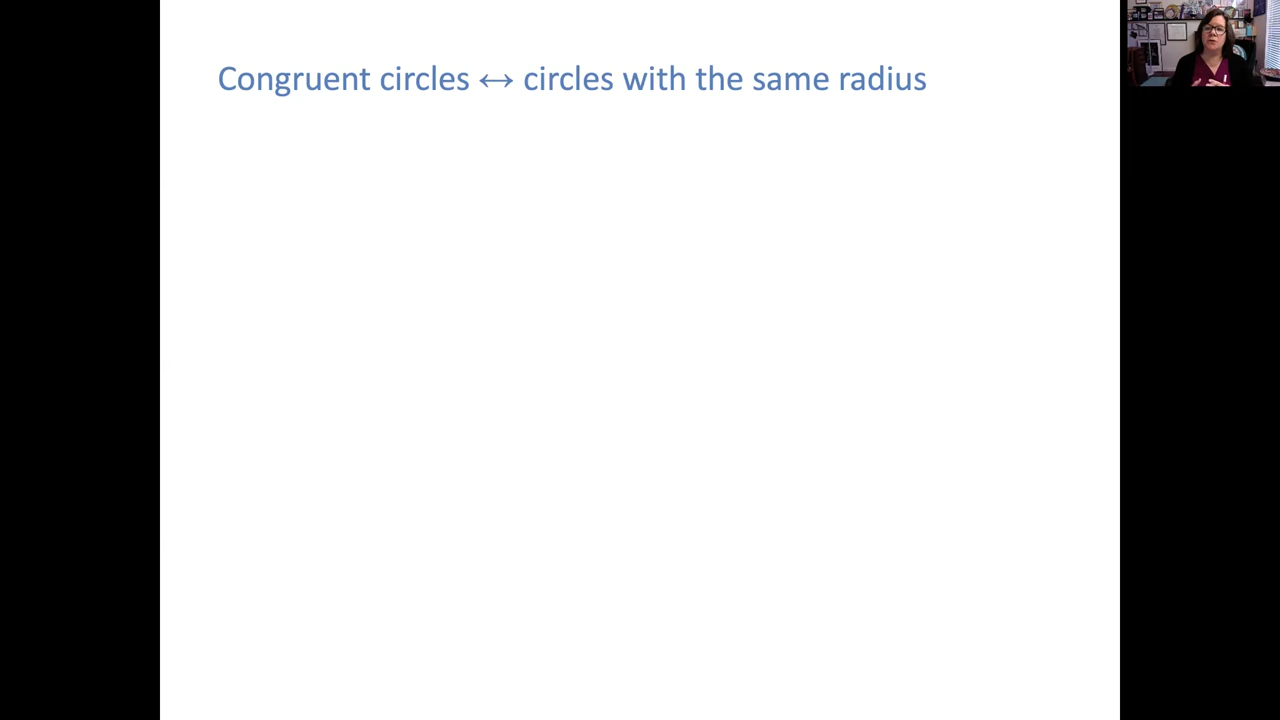 Congruent circles ↔ circles with the same radius